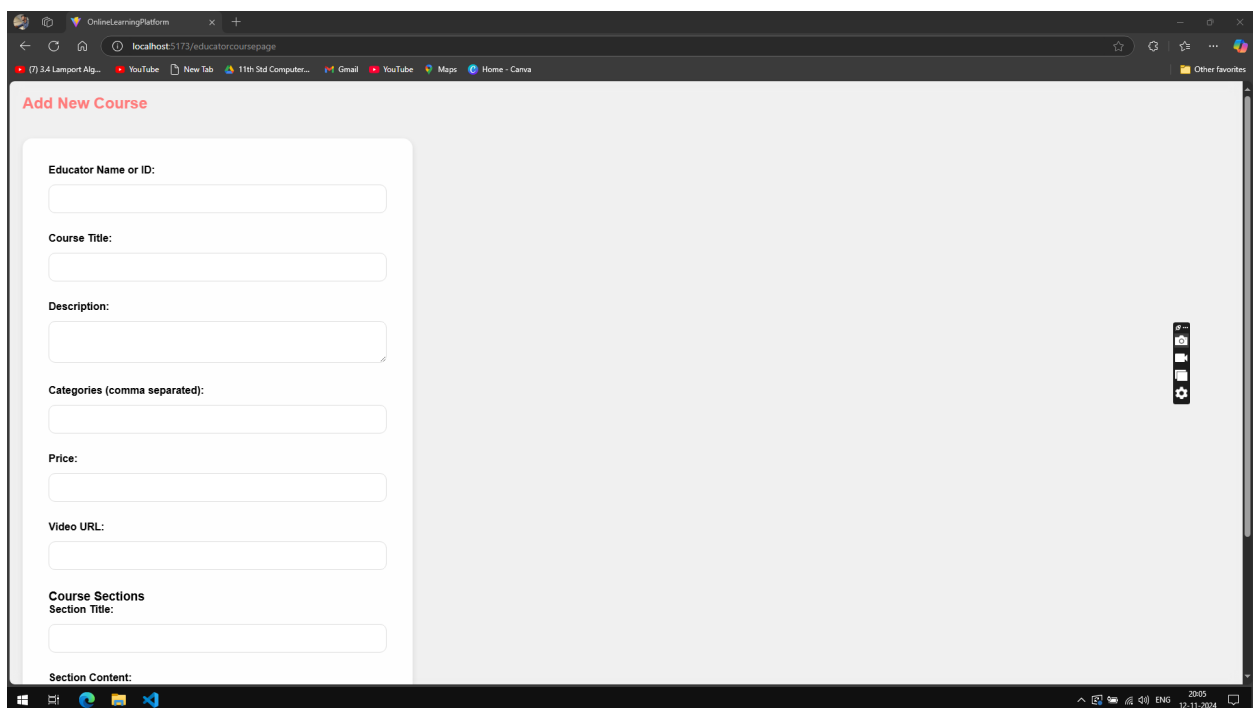 OnlineLearningPlatform
localhost:5173/educatorcoursepage
(7) 3.4 Lamport Alg... YouTube New Tab 11th Std Computer... Gmail YouTube Maps Home - Canva Other favorites
Add New Course
Educator Name or ID:
Course Title:
Description:
Categories (comma separated):
Price:
Video URL:
Course Sections
Section Title:
Section Content:
ENG
20:05
12-11-2024